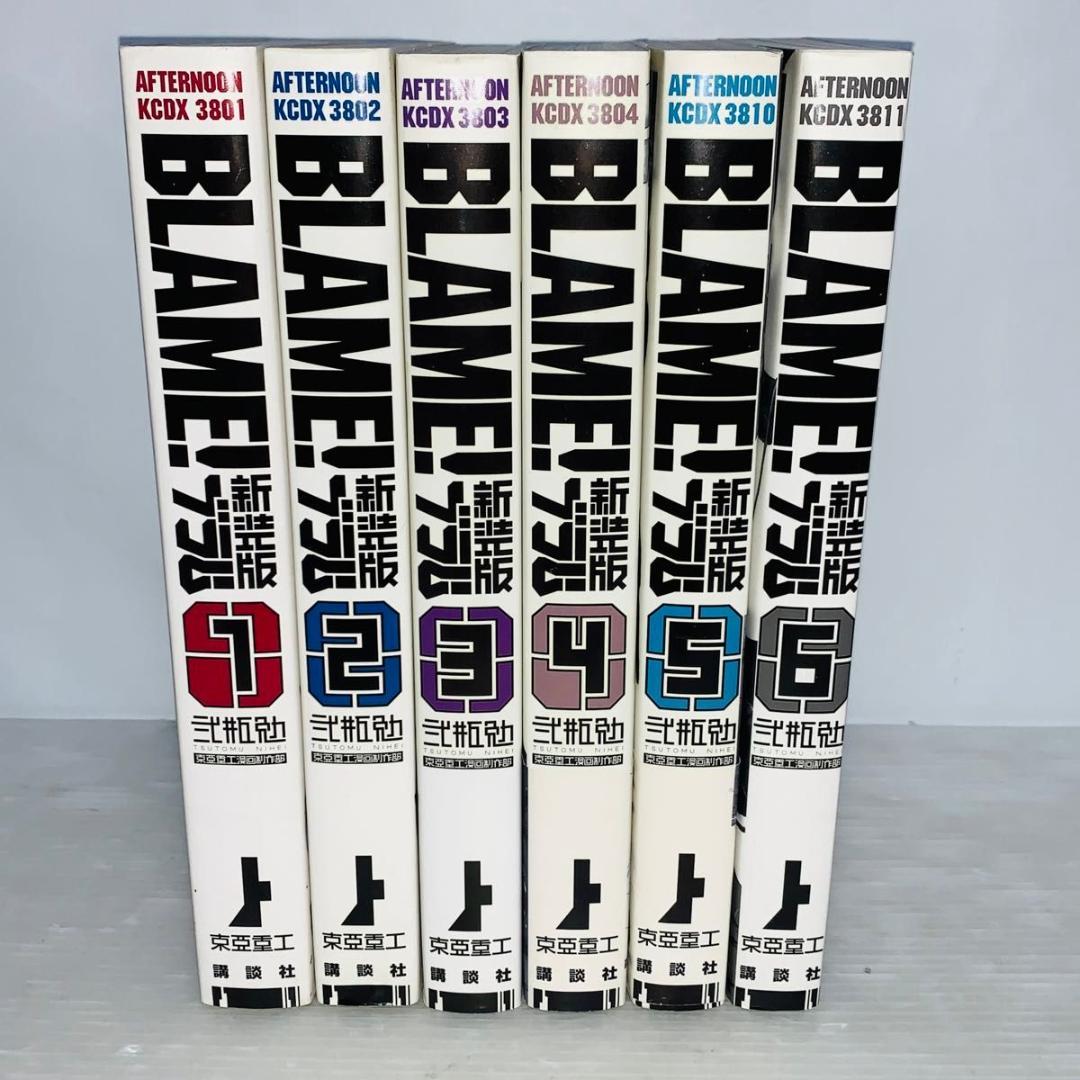 AFTERNOON
KCDX 3801
BLAME!
ブラム
新装版
1
弐瓶勉
TSUTOMU NIHEI
東亜重工漫画制作部
東亞重工
講談社
AFTERNOON
KCDX 3802
BLAME!
ブラム
新装版
2
弐瓶勉
TSUTOMU NIHEI
東亜重工漫画制作部
東亞重工
講談社
AFTERNOON
KCDX 3803
BLAME!
ブラム
新装版
3
弐瓶勉
TSUTOMU NIHEI
東亜重工漫画制作部
東亞重工
講談社
AFTERNOON
KCDX 3804
BLAME!
ブラム
新装版
4
弐瓶勉
TSUTOMU NIHEI
東亜重工漫画制作部
東亞重工
講談社
AFTERNOON
KCDX 3810
BLAME!
ブラム
新装版
5
弐瓶勉
TSUTOMU NIHEI
東亜重工漫画制作部
東亞重工
講談社
AFTERNOON
KCDX 3811
BLAME!
ブラム
新装版
6
弐瓶勉
TSUTOMU NIHEI
東亜重工漫画制作部
東亞重工
講談社